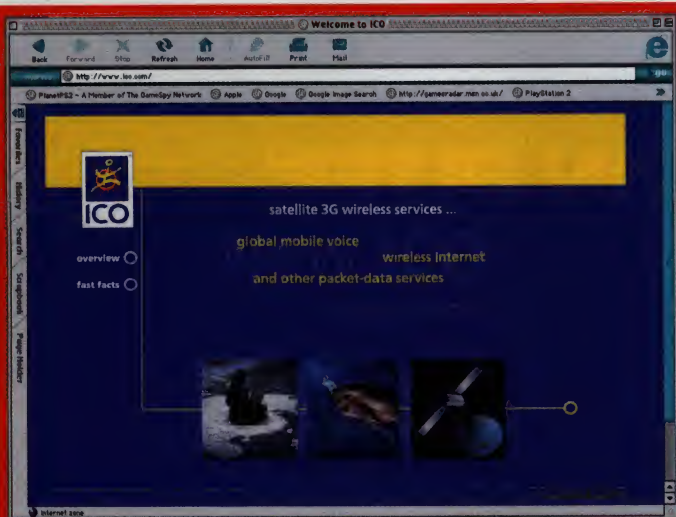 Welcome to ICO
Back Forward Stop Refresh Home AutoFill Print Mail
http://www.ico.com/
PlanetPS2 - A Member of The GameSpy Network Apple Google Google Image Search http://gamesradar.msn.co.uk/ PlayStation 2
Favorites
History
Search
Scrapbook
Page Holder
ICO
satellite 3G wireless services ...
global mobile voice
wireless Internet
and other packet-data services
overview
fast facts
Internet zone